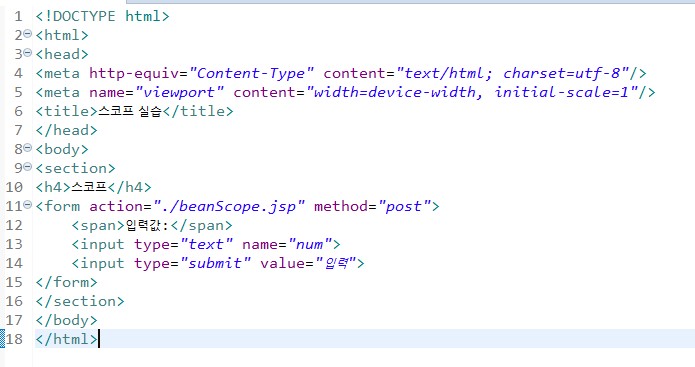 1 <!DOCTYPE html>
2 <html>
3 <head>
4 <meta http-equiv="Content-Type" content="text/html; charset=utf-8"/>
5 <meta name="viewport" content="width=device-width, initial-scale=1"/>
6 <title>스코프 실습</title>
7 </head>
8 <body>
9 <section>
10 <h4>스코프</h4>
11 <form action="./beanScope.jsp" method="post">
12     <span>입력값:</span>
13     <input type="text" name="num">
14     <input type="submit" value="입력">
15 </form>
16 </section>
17 </body>
18 </html>